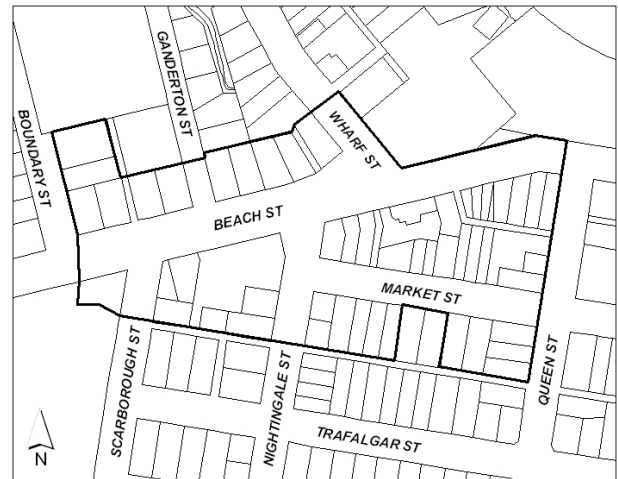 GANDERTON ST
BOUNDARY ST
WHARF ST
BEACH ST
MARKET ST
QUEEN ST
SCARBOROUGH ST
NIGHTINGALE ST
TRAFALGAR ST
N